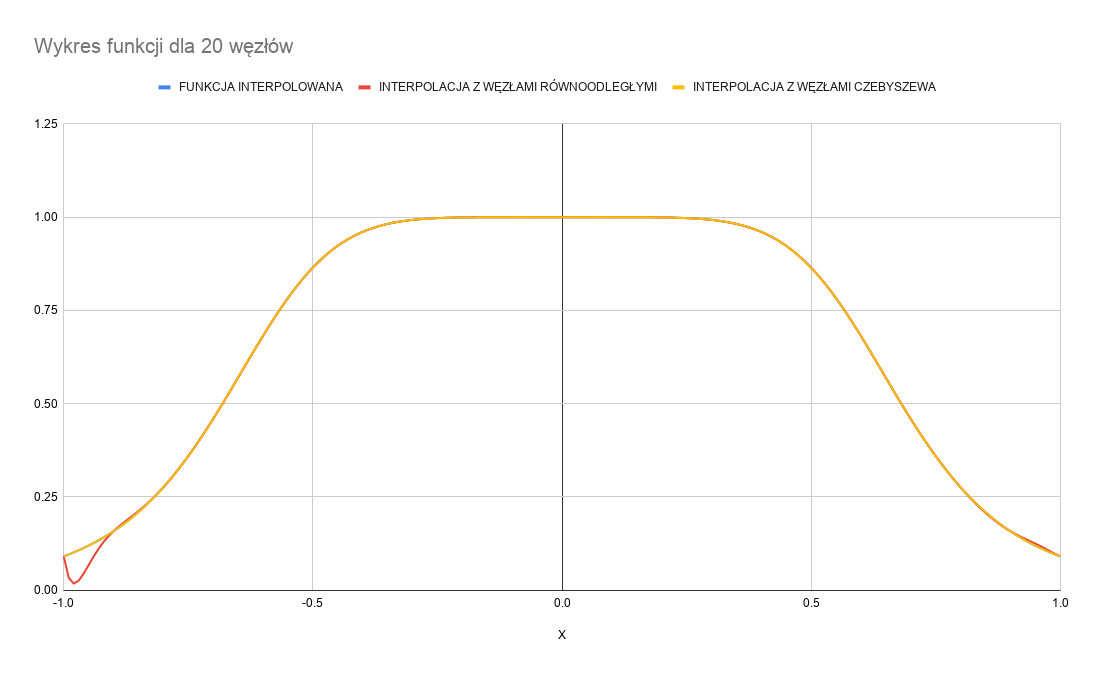 Wykres funkcji dla 20 węzłów
FUNKCJA INTERPOLOWANA INTERPOLACJA Z WĘZŁAMI RÓWNOODLEGŁYMI INTERPOLACJA Z WĘZŁAMI CZEBYSZEWA
1.25
1.00
0.75
0.50
0.25
0.00
-1.0 -0.5 0.0 0.5 1.0
X